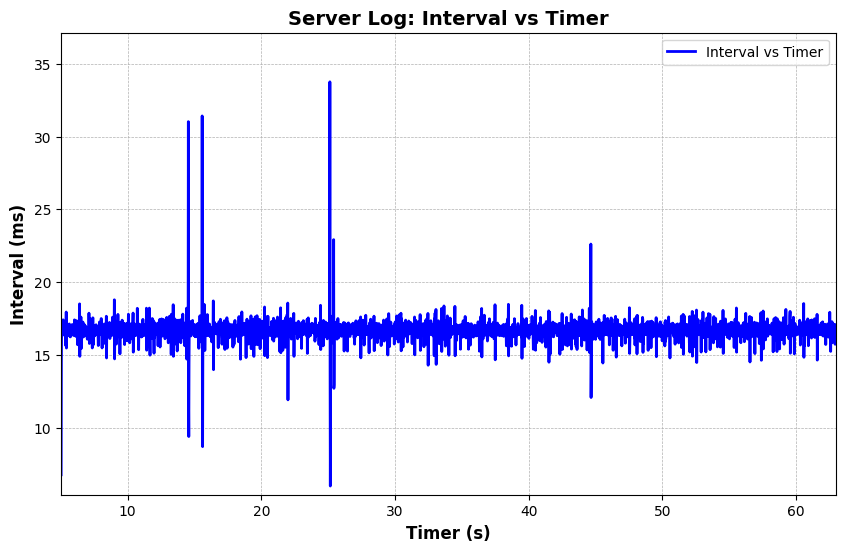 Server Log: Interval vs Timer
Interval vs Timer
35
30
25
20
15
10
Interval (ms)
10 20 30 40 50 60
Timer (s)